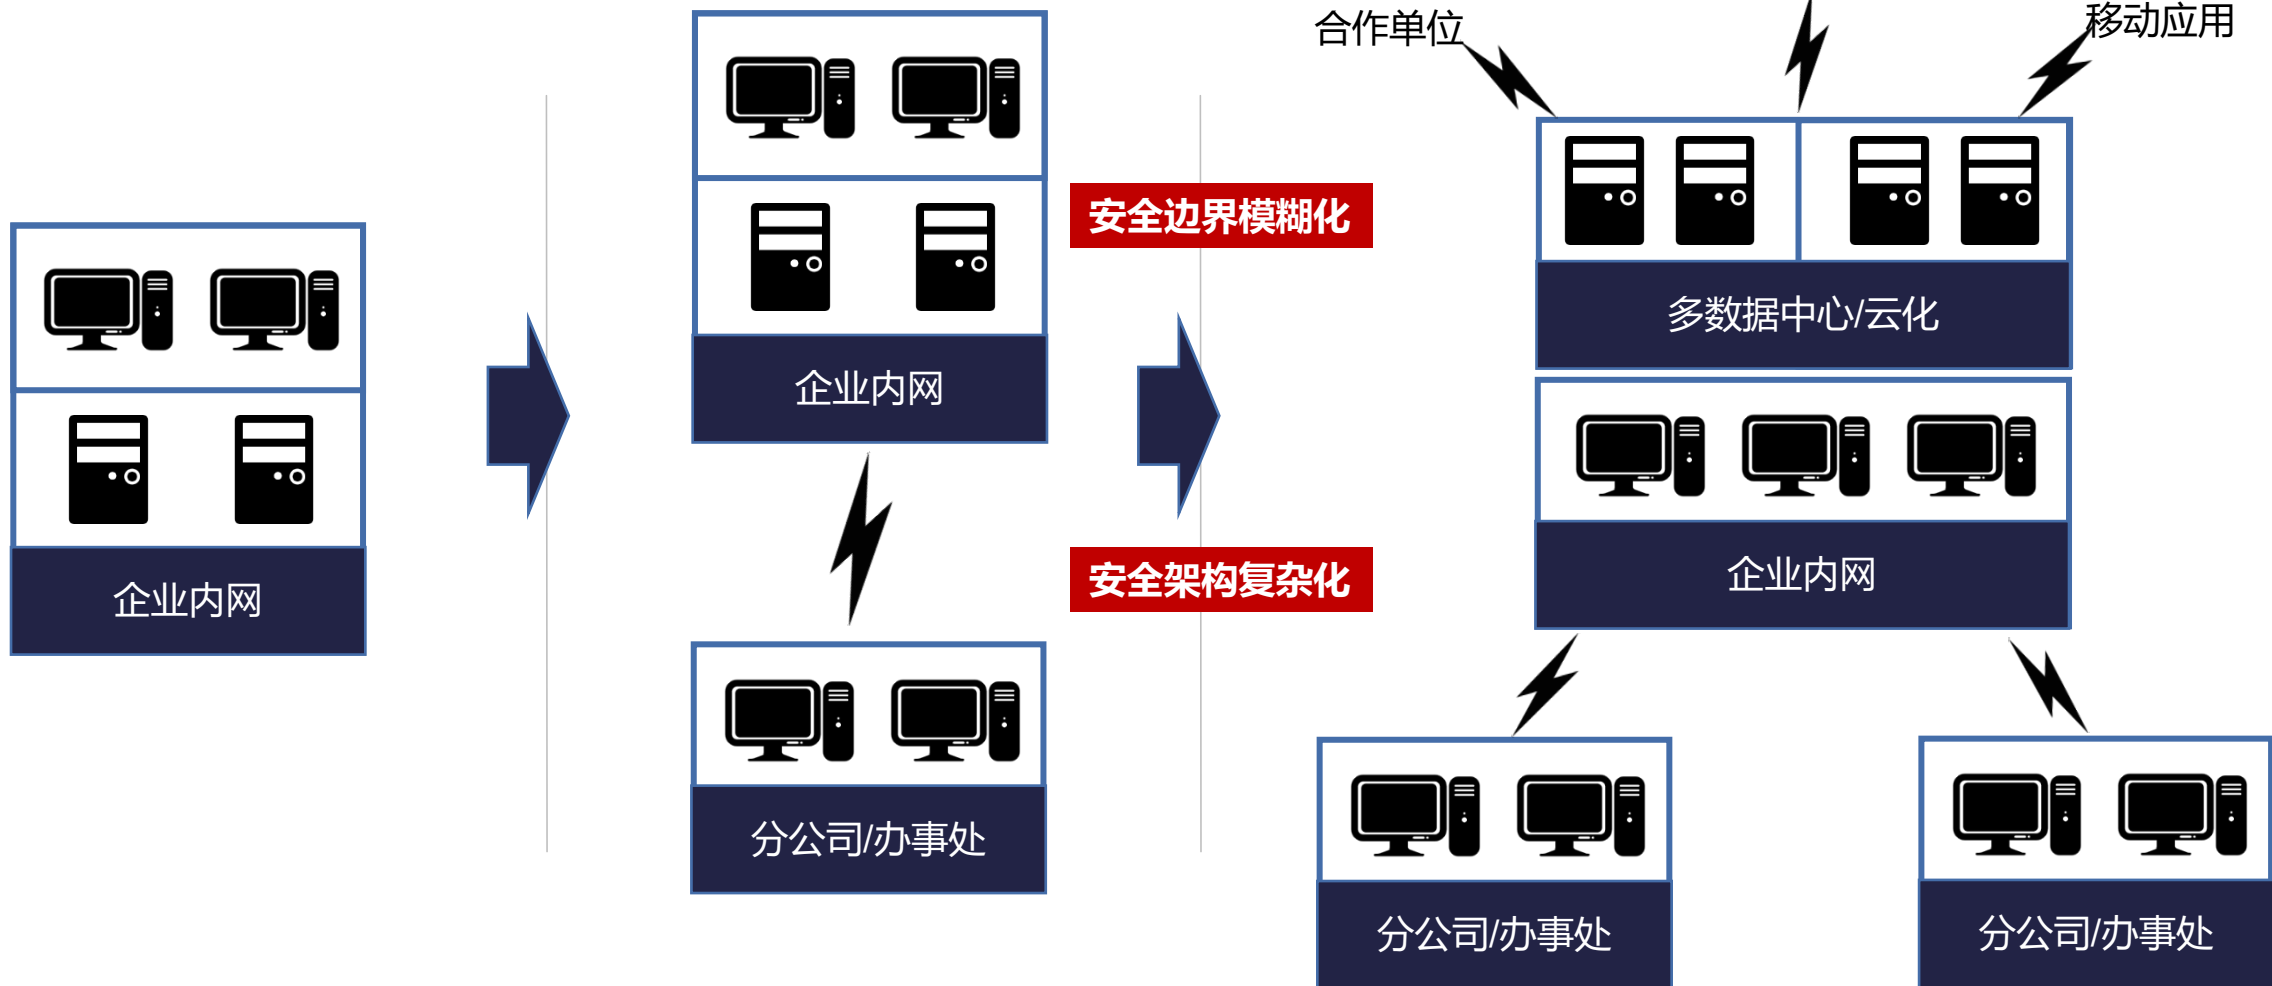 企业内网
企业内网
分公司/办事处
安全边界模糊化
安全架构复杂化
合作单位
移动应用
多数据中心/云化
企业内网
分公司/办事处
分公司/办事处